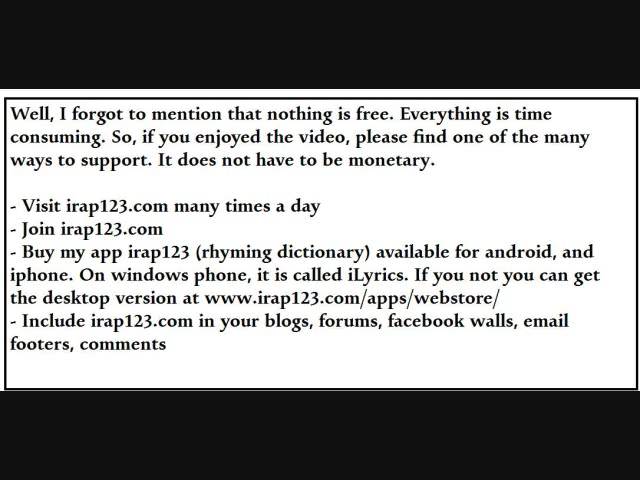 Well, I forgot to mention that nothing is free. Everything is time
consuming. So, if you enjoyed the video, please find one of the many
ways to support. It does not have to be monetary.
- Visit irap123.com many times a day
- Join irap123.com
- Buy my app irap123 (rhyming dictionary) available for android, and
iphone. On windows phone, it is called iLyrics. If you not you can get
the desktop version at www.irap123.com/apps/webstore/
- Include irap123.com in your blogs, forums, facebook walls, email
footers, comments